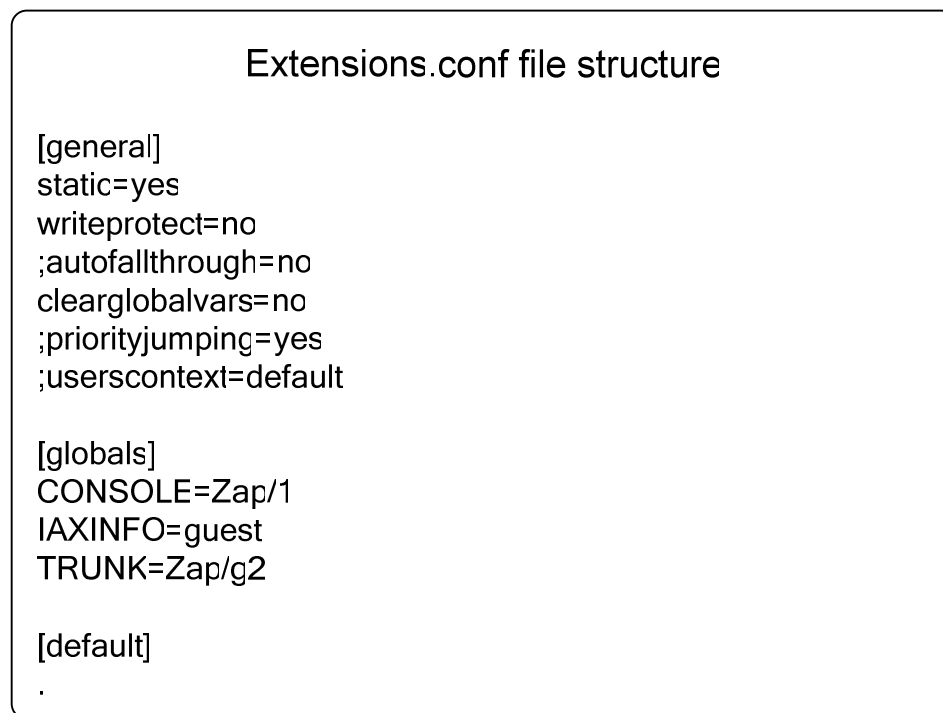 Extensions.conf file structure
[general]
static=yes
writeprotect=no
;autofallthrough=no
clearglobalvars=no
;priorityjumping=yes
;userscontext=default
[globals]
CONSOLE=Zap/1
IAXINFO=guest
TRUNK=Zap/g2
[default]
.